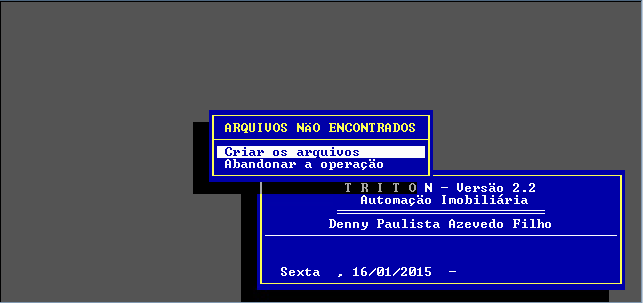 ARQUIVOS NãO ENCONTRADOS
Criar os arquivos
Abandonar a operação
T R I T O N - Versão 2.2
Automação Imobiliária
Denny Paulista Azevedo Filho
Sexta , 16/01/2015 -